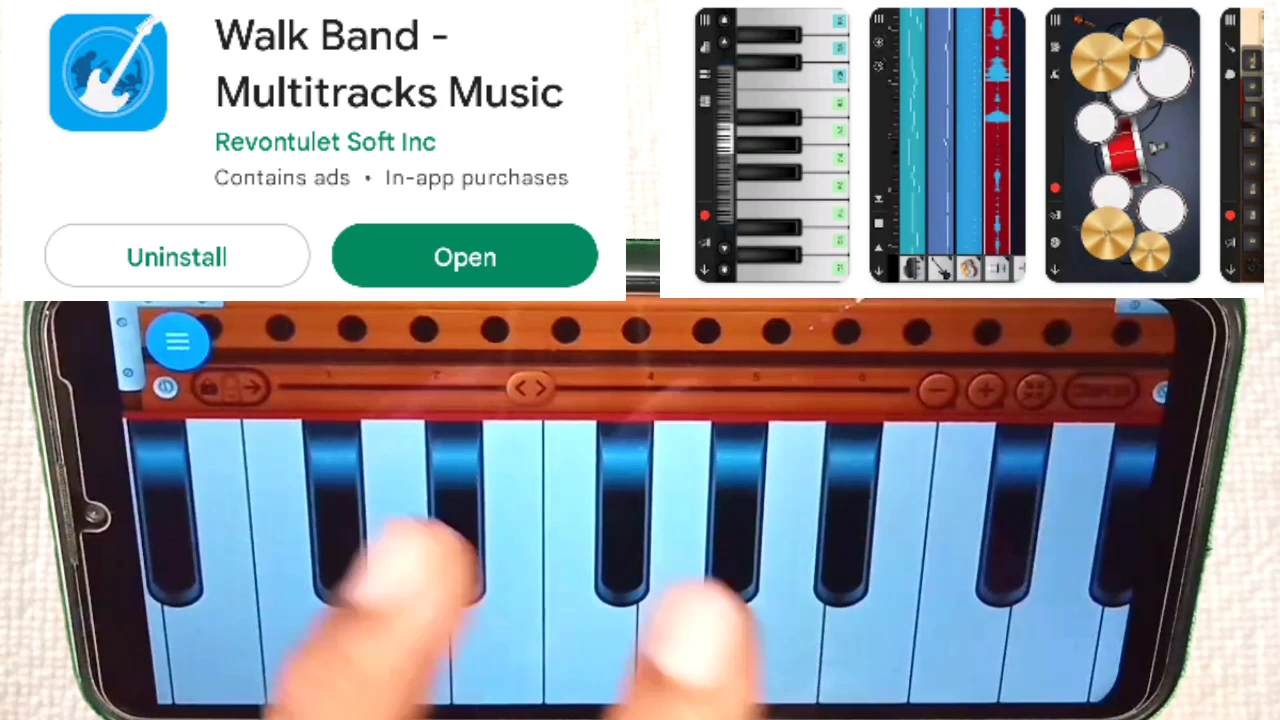 Walk Band -
Multitracks Music
Revontulet Soft Inc
Contains ads • In-app purchases
Uninstall
Open